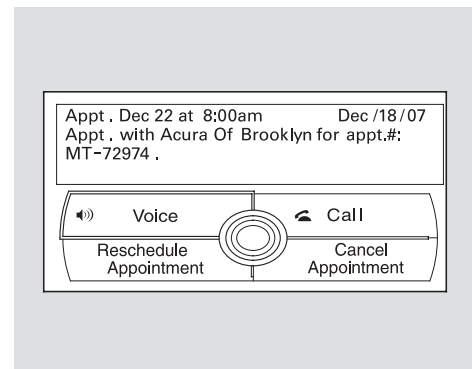 Appt. Dec 22 at 8:00am Dec/18/07
Appt. with Acura Of Brooklyn for appt.#:
MT-72974.
Voice
Call
Reschedule
Appointment
Cancel
Appointment